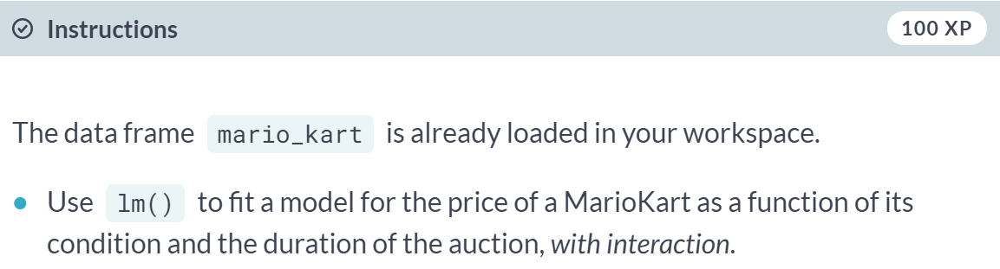 Instructions
100 XP
The data frame mario_kart is already loaded in your workspace.
Use lm() to fit a model for the price of a MarioKart as a function of its
condition and the duration of the auction, with interaction.